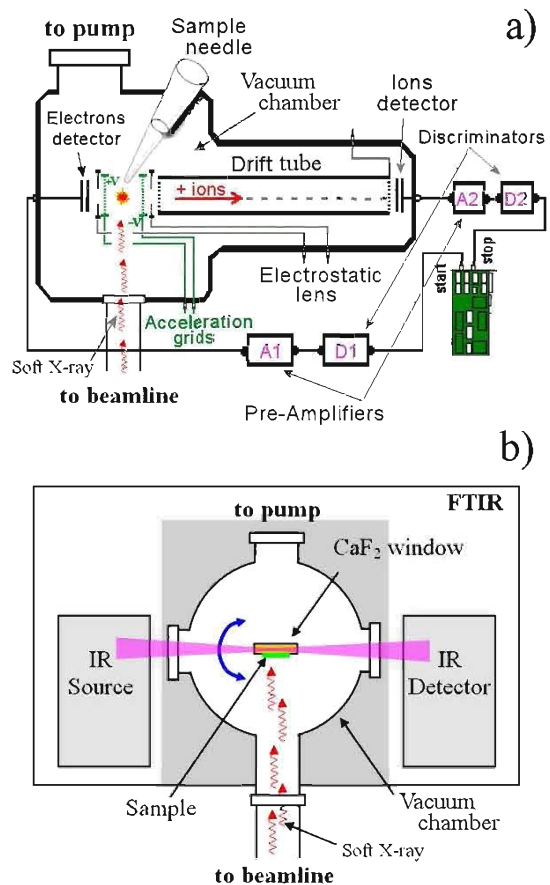 to pump
a)
Sample
needle
Vacuum
chamber
Ions
detector
Electrons
detector
Discriminators
Drift tube
+V
+ ions
-V
A2
D2
Electrostatic
lens
start
stop
Acceleration
grids
Soft X-ray
A1
D1
to beamline
Pre-Amplifiers
b)
FTIR
to pump
CaF₂ window
IR
Source
IR
Detector
Sample
Vacuum
chamber
Soft X-ray
to beamline